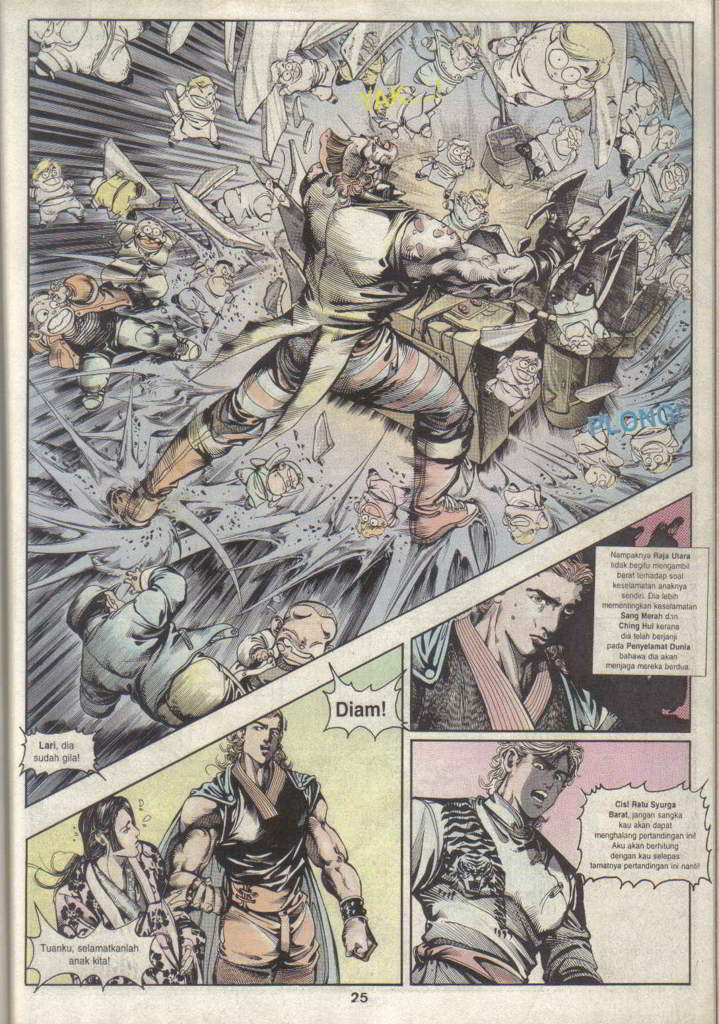 YAK...!
PLONG!
Lari, dia
sudah gila!
Nampaknya Raja Utara
tidak begitu mengambil
berat terhadap soal
keselamatan anaknya
sendiri. Dia lebih
mementingkan keselamatan
Sang Merah dan
Ching Hui kerana
dia telah berjanji
pada Penyelamat Dunia
bahawa dia akan
menjaga mereka berdua.
Diam!
Tuanku, selamatkanlah
anak kita!
Cis! Ratu Syurga
Barat, jangan sangka
kau akan dapat
menghalang pertandingan ini!
Aku akan berhitung
dengan kau selepas
tamatnya pertandingan ini nanti!
25